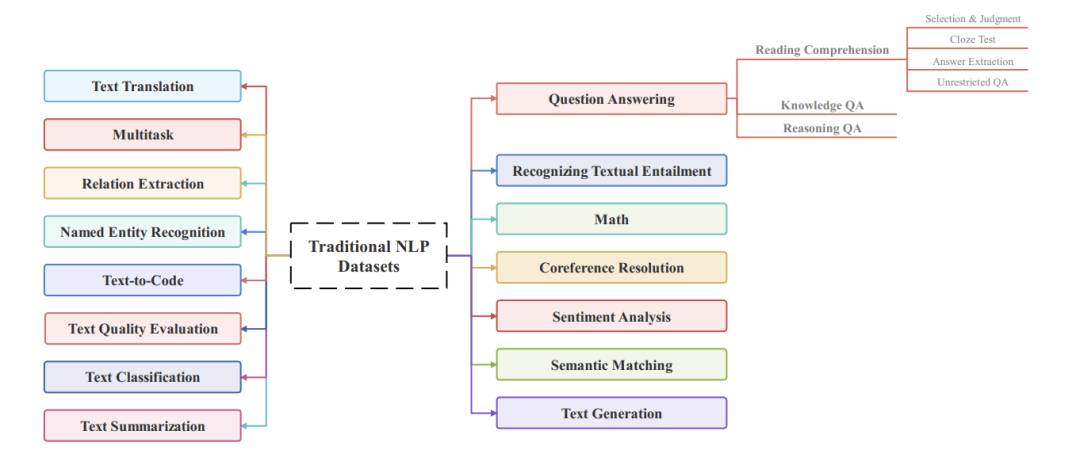 Traditional NLP
Datasets
Text Translation
Multitask
Relation Extraction
Named Entity Recognition
Text-to-Code
Text Quality Evaluation
Text Classification
Text Summarization
Question Answering
Reading Comprehension
Selection & Judgment
Cloze Test
Answer Extraction
Unrestricted QA
Knowledge QA
Reasoning QA
Recognizing Textual Entailment
Math
Coreference Resolution
Sentiment Analysis
Semantic Matching
Text Generation